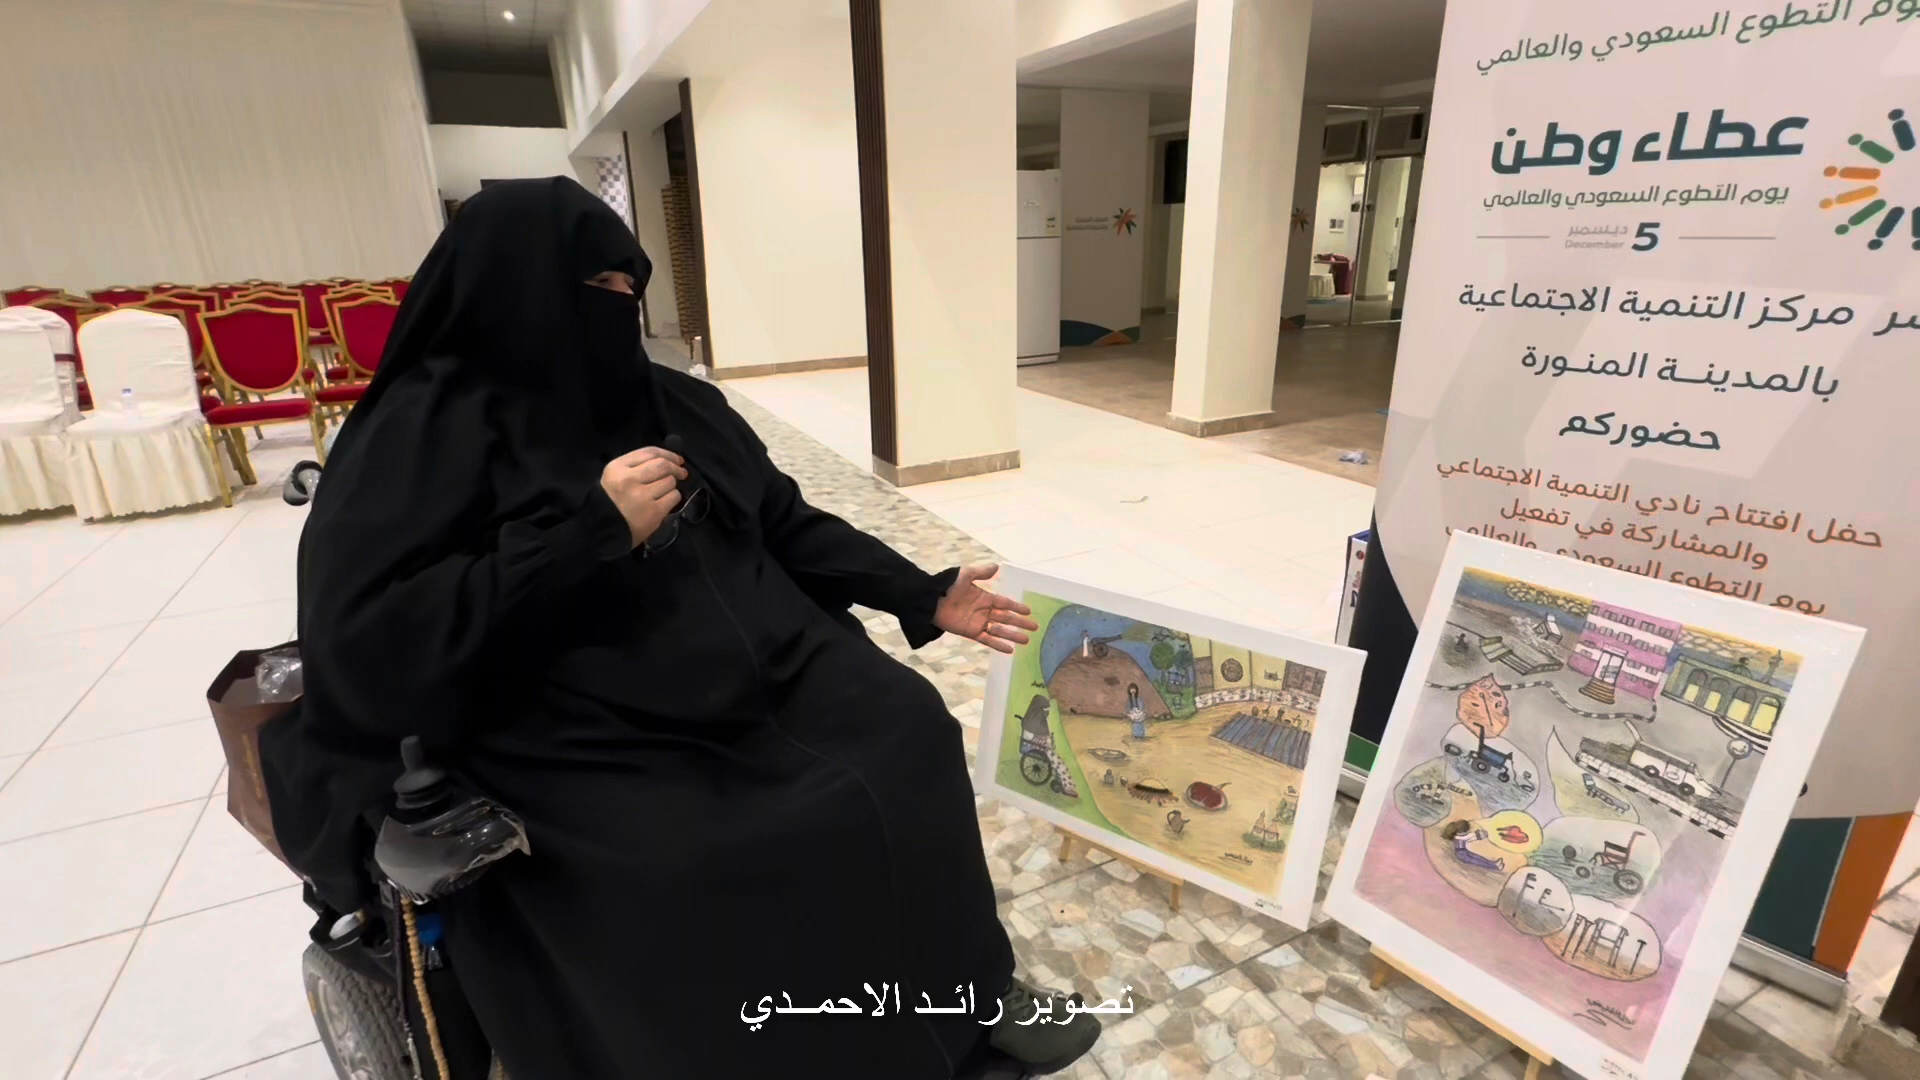 يوم التطوع السعودي والعالمي
عطاء وطن
يوم التطوع السعودي والعالمي
5 ديسمبر
December
مركز التنمية الاجتماعية
بالمدينة المنورة
حضوركم
حفل افتتاح نادي التنمية الاجتماعي
والمشاركة في تفعيل
يوم التطوع السعودي والعالمي
تصوير رائد الاحمدي